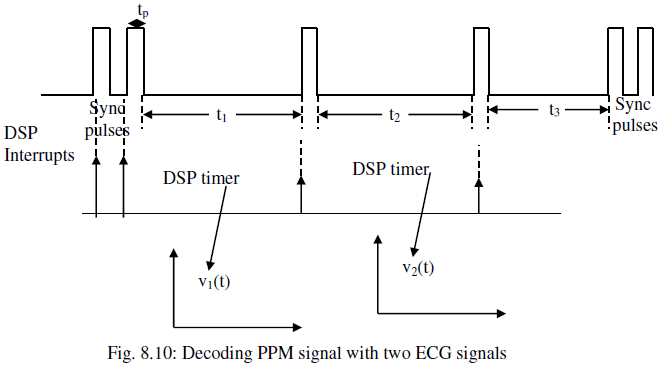 tp
Sync
pulses
t1
t2
t3
Sync
pulses
DSP
Interrupts
DSP timer
DSP timer
v1(t)
v2(t)
Fig. 8.10: Decoding PPM signal with two ECG signals